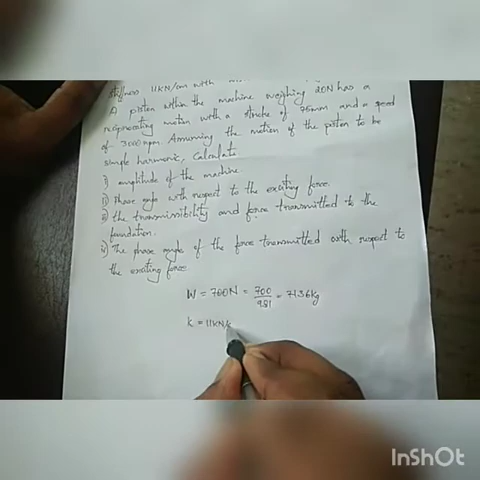 stiffness 11KN/cm with
A piston within the machine weighing 20N has a
reciprocating motion with a stroke of 75mm and a speed
of 3000 rpm Assuming the motion of the piston to be
simple harmonic, Calculate
i) amplitude of the machine
ii) Phase angle with respect to the exciting force.
iii) the transmissibility and force transmitted to the
foundation.
iv) The phase angle of the force transmitted with respect to
the exciting force
W = 700N = 700/9.81 = 71.36kg
K = 11KN/
InShOt